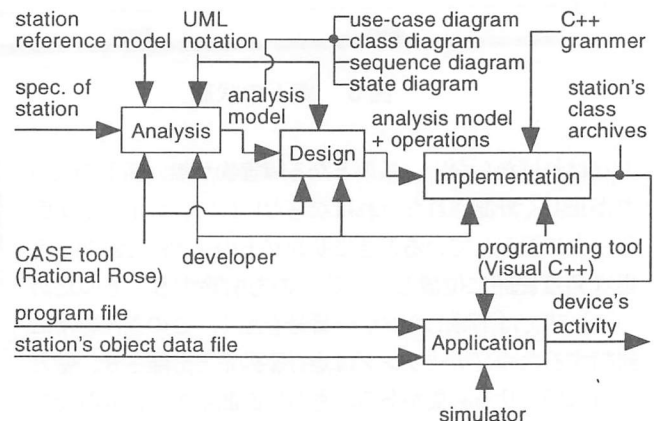 station
reference model
UML
notation
use-case diagram
class diagram
sequence diagram
state diagram
C++
grammer
spec. of
station
Analysis
analysis
model
Design
analysis model
+ operations
station's
class
archives
Implementation
CASE tool
(Rational Rose)
developer
programming tool
(Visual C++)
program file
station's object data file
Application
device's
activity
simulator